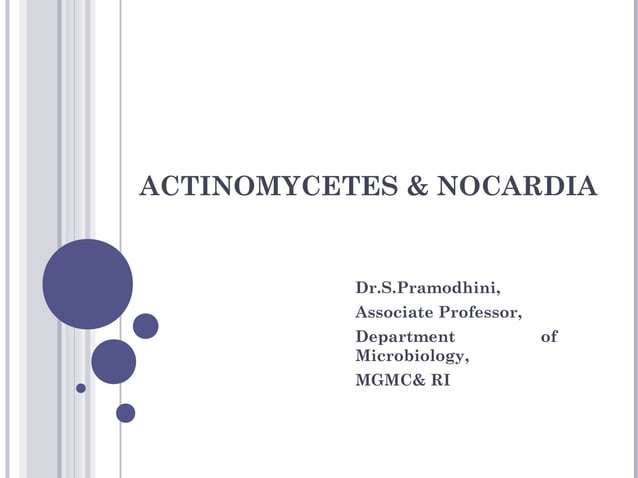 ACTINOMYCETES & NOCARDIA
Dr.S.Pramodhini,
Associate Professor,
Department of
Microbiology,
MGMC& RI